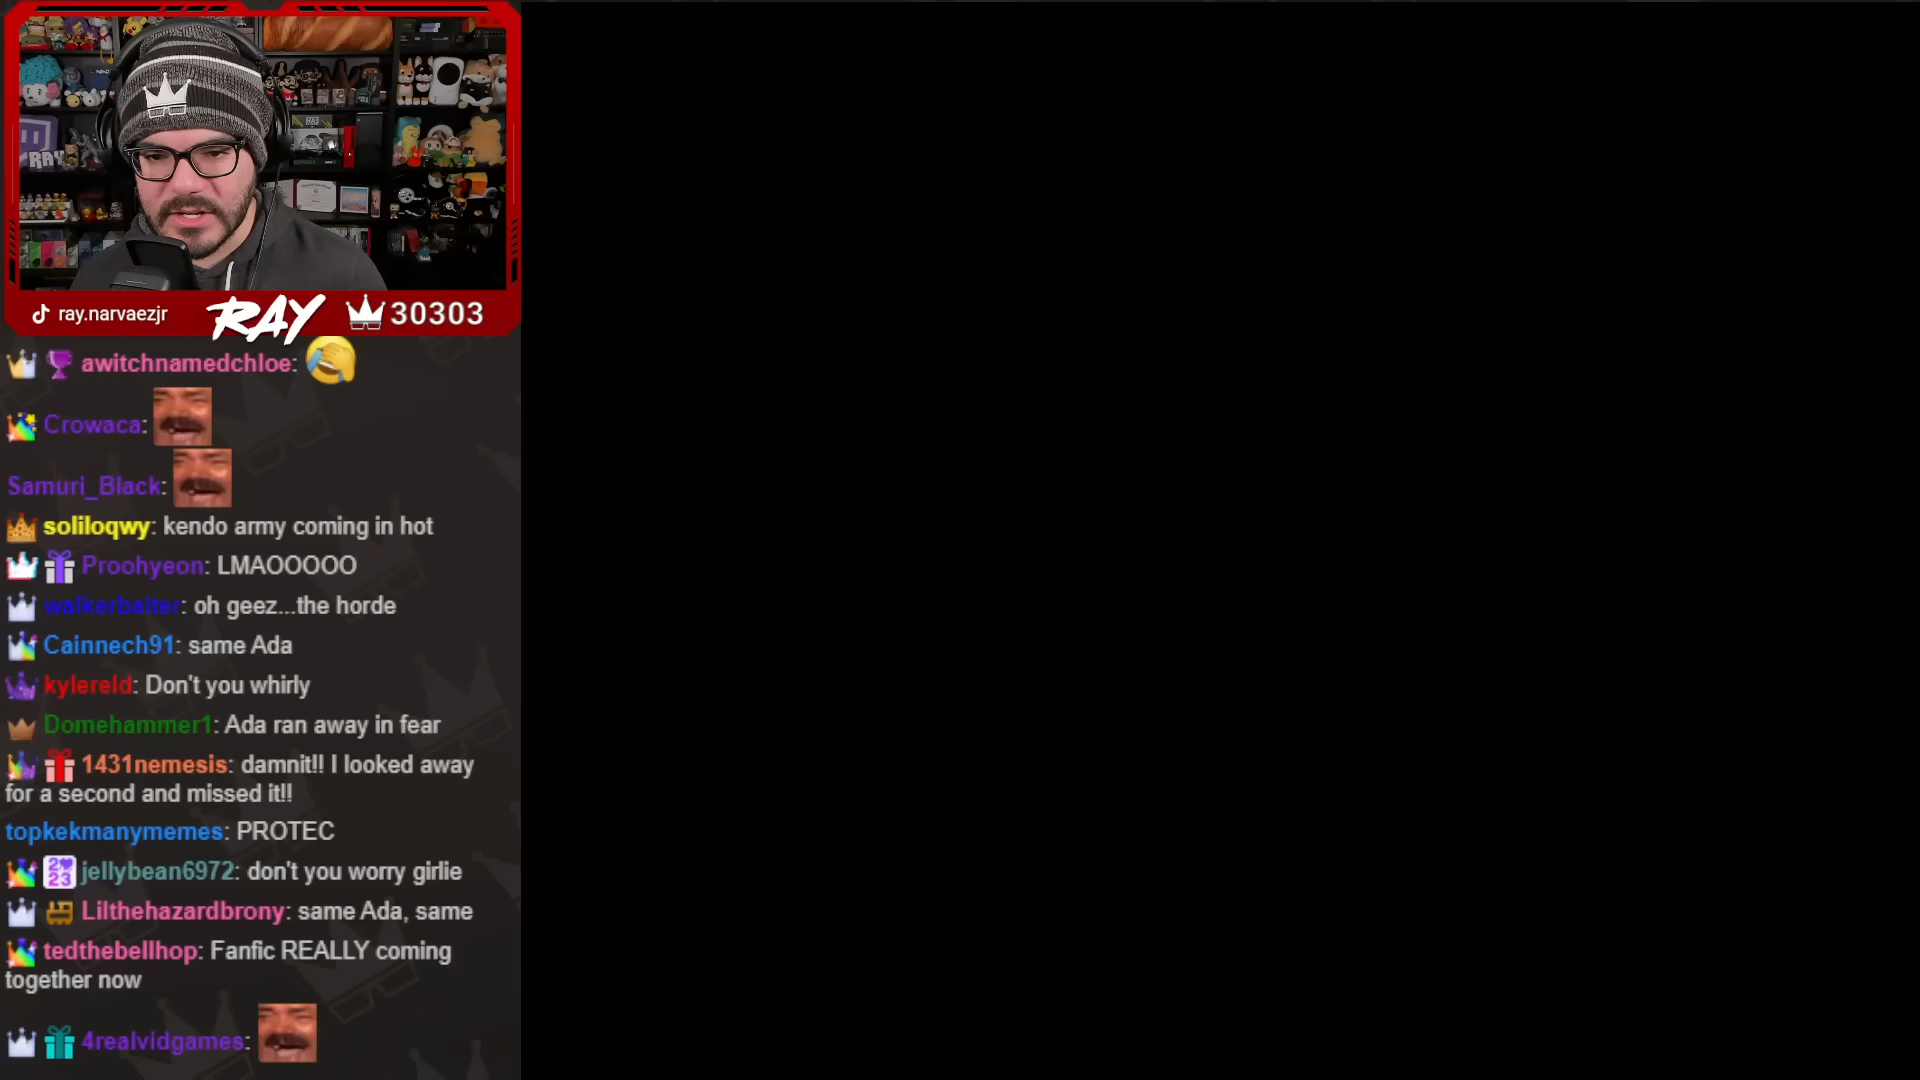 RAY
ray.narvaezjr
RAY
30303
awitchnamedchloe:
Crowaca:
Samuri_Black:
soliloqwy: kendo army coming in hot
Proohyeon: LMAOOOOO
walkerbaiter: oh geez...the horde
Cainnech91: same Ada
kylereld: Don't you whirly
Domehammer1: Ada ran away in fear
1431nemesis: damnit!! I looked away
for a second and missed it!!
topkekmanymemes: PROTEC
2 23
jellybean6972: don't you worry girlie
Lilthehazardbrony: same Ada, same
tedthebellhop: Fanfic REALLY coming
together now
4realvidgames: